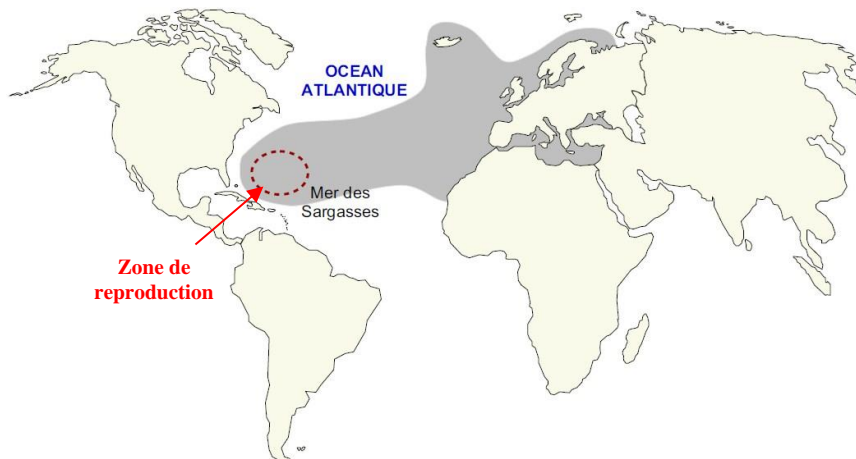 OCEAN
ATLANTIQUE
Mer des
Sargasses
Zone de
reproduction